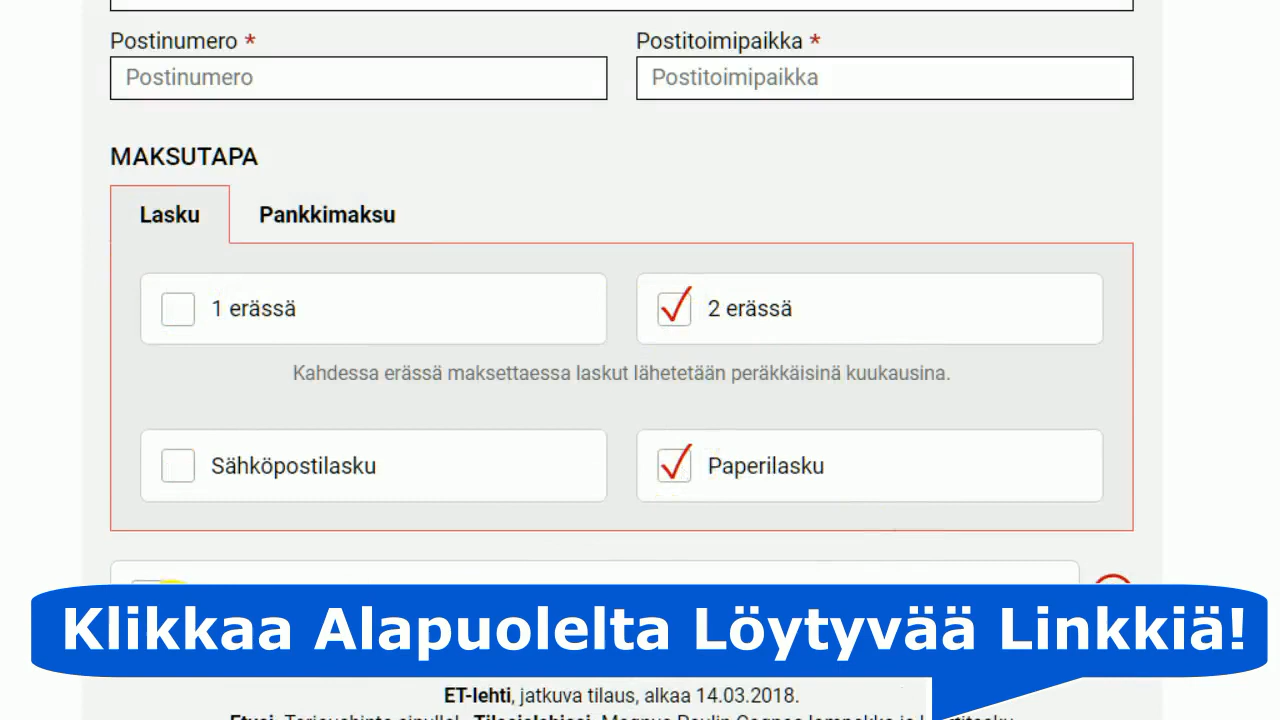 Postinumero *
Postitoimipaikka *
Postinumero
Postitoimipaikka
MAKSUTAPA
Lasku
Pankkimaksu
1 erässä
2 erässä
Kahdessa erässä maksettaessa laskut lähetetään peräkkäisinä kuukausina.
Sähköpostilasku
Paperilasku
Klikkaa Alapuolelta Löytyvää Linkkiä!
ET-lehti, jatkuva tilaus, alkaa 14.03.2018.